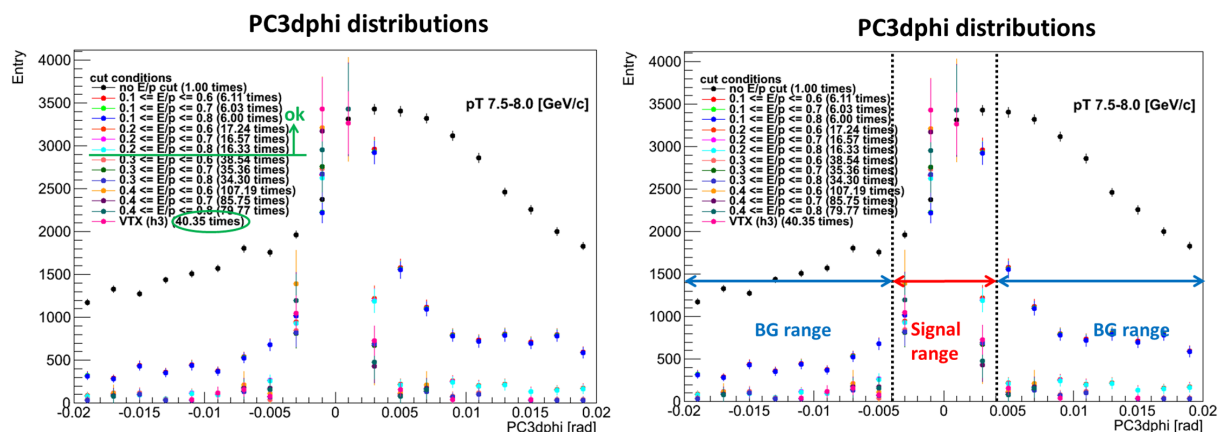 PC3dphi distributions
Entry
4000
3500
3000
2500
2000
1500
1000
500
0
cut conditions
no E/p cut (1.00 times)
0.1 <= E/p <= 0.6 (6.11 times)
0.1 <= E/p <= 0.7 (6.03 times)
0.1 <= E/p <= 0.8 (6.00 times)
0.2 <= E/p <= 0.6 (17.24 times)
0.2 <= E/p <= 0.7 (16.57 times)
0.2 <= E/p <= 0.8 (16.33 times)
0.3 <= E/p <= 0.6 (38.54 times)
0.3 <= E/p <= 0.7 (35.36 times)
0.3 <= E/p <= 0.8 (34.30 times)
0.4 <= E/p <= 0.6 (107.19 times)
0.4 <= E/p <= 0.7 (85.75 times)
0.4 <= E/p <= 0.8 (79.77 times)
VTX (h3) (40.35 times)
ok
pT 7.5-8.0 [GeV/c]
-0.02 -0.015 -0.01 -0.005 0 0.005 0.01 0.015 0.02
PC3dphi [rad]
PC3dphi distributions
Entry
4000
3500
3000
2500
2000
1500
1000
500
0
cut conditions
no E/p cut (1.00 times)
0.1 <= E/p <= 0.6 (6.11 times)
0.1 <= E/p <= 0.7 (6.03 times)
0.1 <= E/p <= 0.8 (6.00 times)
0.2 <= E/p <= 0.6 (17.24 times)
0.2 <= E/p <= 0.7 (16.57 times)
0.2 <= E/p <= 0.8 (16.33 times)
0.3 <= E/p <= 0.6 (38.54 times)
0.3 <= E/p <= 0.7 (35.36 times)
0.3 <= E/p <= 0.8 (34.30 times)
0.4 <= E/p <= 0.6 (107.19 times)
0.4 <= E/p <= 0.7 (85.75 times)
0.4 <= E/p <= 0.8 (79.77 times)
VTX (h3) (40.35 times)
pT 7.5-8.0 [GeV/c]
BG range
Signal
range
BG range
-0.02 -0.015 -0.01 -0.005 0 0.005 0.01 0.015 0.02
PC3dphi [rad]